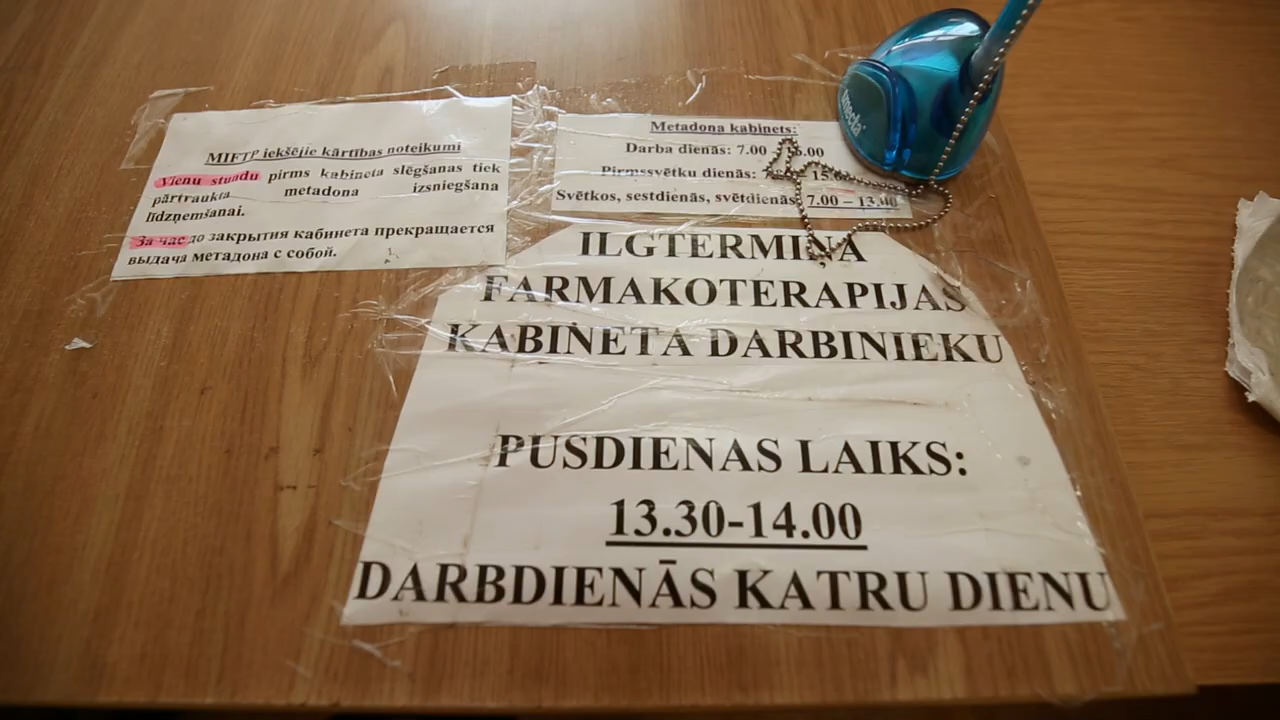 MIFTP iekšējie kārtības noteikumi
Vienu stundu pirms kabineta slēgšanas tiek
pārtraukta metadona izsniegšana
līdzņemšanai.
За час до закрытия кабинета прекращается
выдача метадона с собой.
Metadona kabinets:
Darba dienās: 7.00
Pirmssvētku dienās:
Svētkos, sestdienās, svētdienās: 7.00 – 13.00
ILGTERMIŅA
FARMAKOTERAPIJAS
KABINETA DARBINIEKU
PUSDIENAS LAIKS:
13.30-14.00
DARBDIENĀS KATRU DIENU